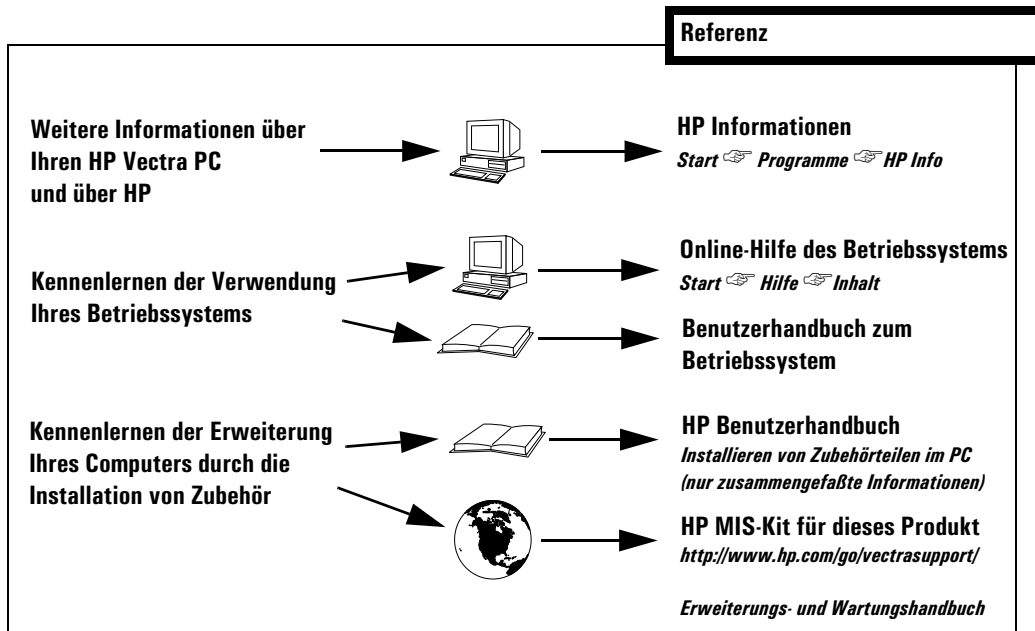 Referenz
Weitere Informationen über
Ihren HP Vectra PC
und über HP
HP Informationen
Start ☞ Programme ☞ HP Info
Kennenlernen der Verwendung
Ihres Betriebssystems
Online-Hilfe des Betriebssystems
Start ☞ Hilfe ☞ Inhalt
Benutzerhandbuch zum
Betriebssystem
Kennenlernen der Erweiterung
Ihres Computers durch die
Installation von Zubehör
HP Benutzerhandbuch
Installieren von Zubehörteilen im PC
(nur zusammengefaßte Informationen)
HP MIS-Kit für dieses Produkt
http://www.hp.com/go/vectrasupport/
Erweiterungs- und Wartungshandbuch